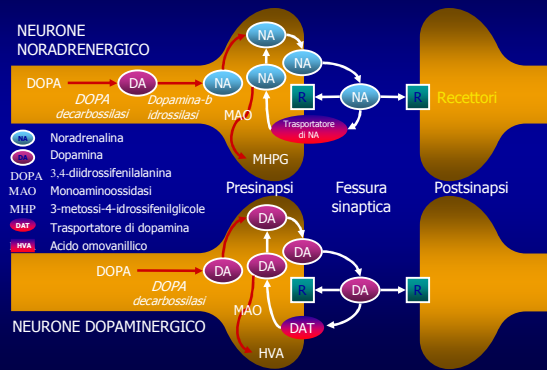 NEURONE
NORADRENERGICO
NA
NA
NA
DOPA
DA
NA
NA
DOPA
decarbossilasi
Dopamina-b
idrossilasi
MAO
R
NA
R
Recettori
Trasportatore
di NA
MHPG
NA Noradrenalina
DA Dopamina
DOPA 3,4-diidrossifenilalanina
MAO Monoaminoossidasi
MHP 3-metossi-4-idrossifenilglicole
DAT Trasportatore di dopamina
HVA Acido omovanillico
Presinapsi
Fessura
sinaptica
Postsinapsi
DA
DA
DOPA
DA
DA
DOPA
decarbossilasi
R
DA
R
MAO
DAT
HVA
NEURONE DOPAMINERGICO